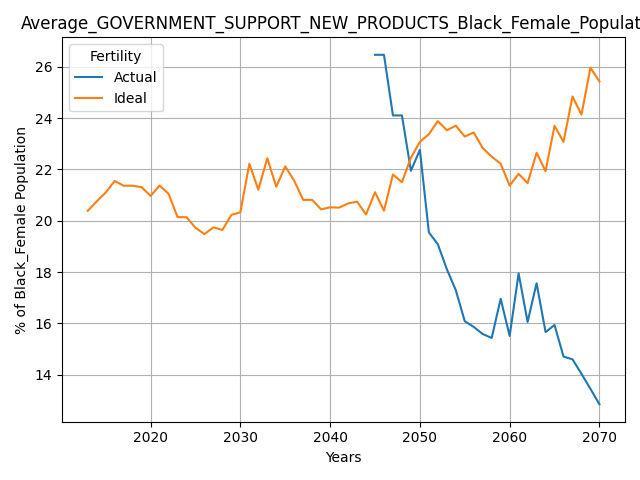 Average_GOVERNMENT_SUPPORT_NEW_PRODUCTS_Black_Female_Populat
Fertility
Actual
Ideal
% of Black_Female Population
26
24
22
20
18
16
14
2020 2030 2040 2050 2060 2070
Years